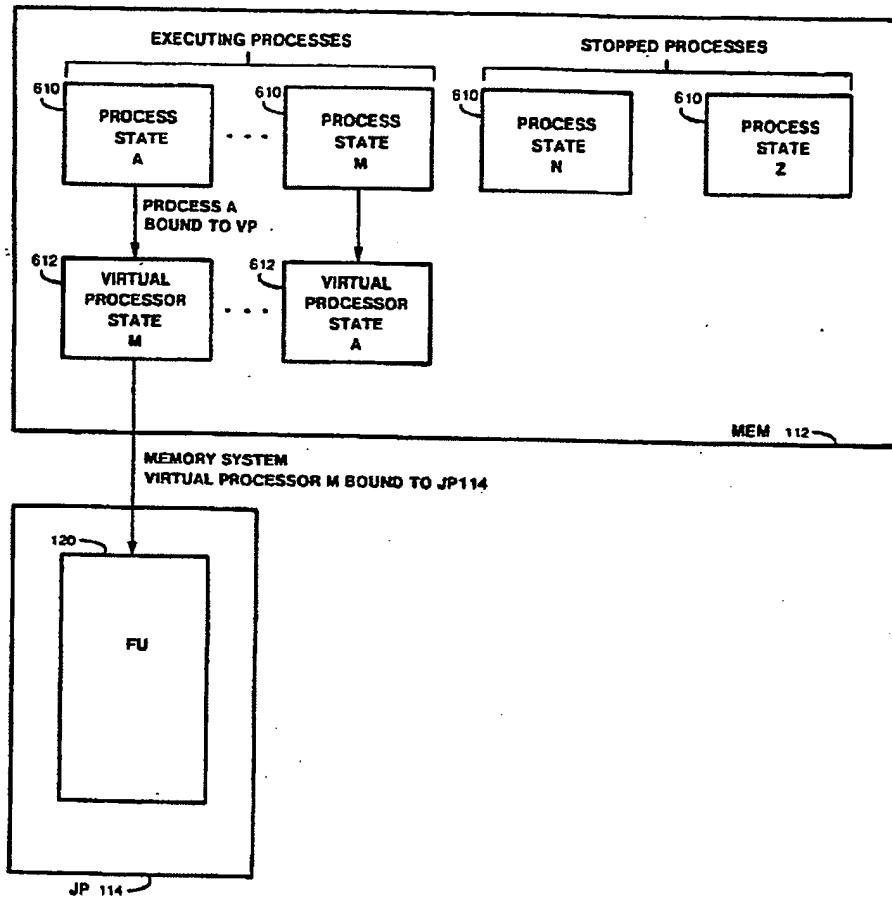 EXECUTING PROCESSES
STOPPED PROCESSES
610
PROCESS
STATE
A
610
PROCESS
STATE
M
610
PROCESS
STATE
N
610
PROCESS
STATE
Z
PROCESS A
BOUND TO VP
612
VIRTUAL
PROCESSOR
STATE
M
612
VIRTUAL
PROCESSOR
STATE
A
MEM 112
MEMORY SYSTEM
VIRTUAL PROCESSOR M BOUND TO JP114
120
FU
JP 114